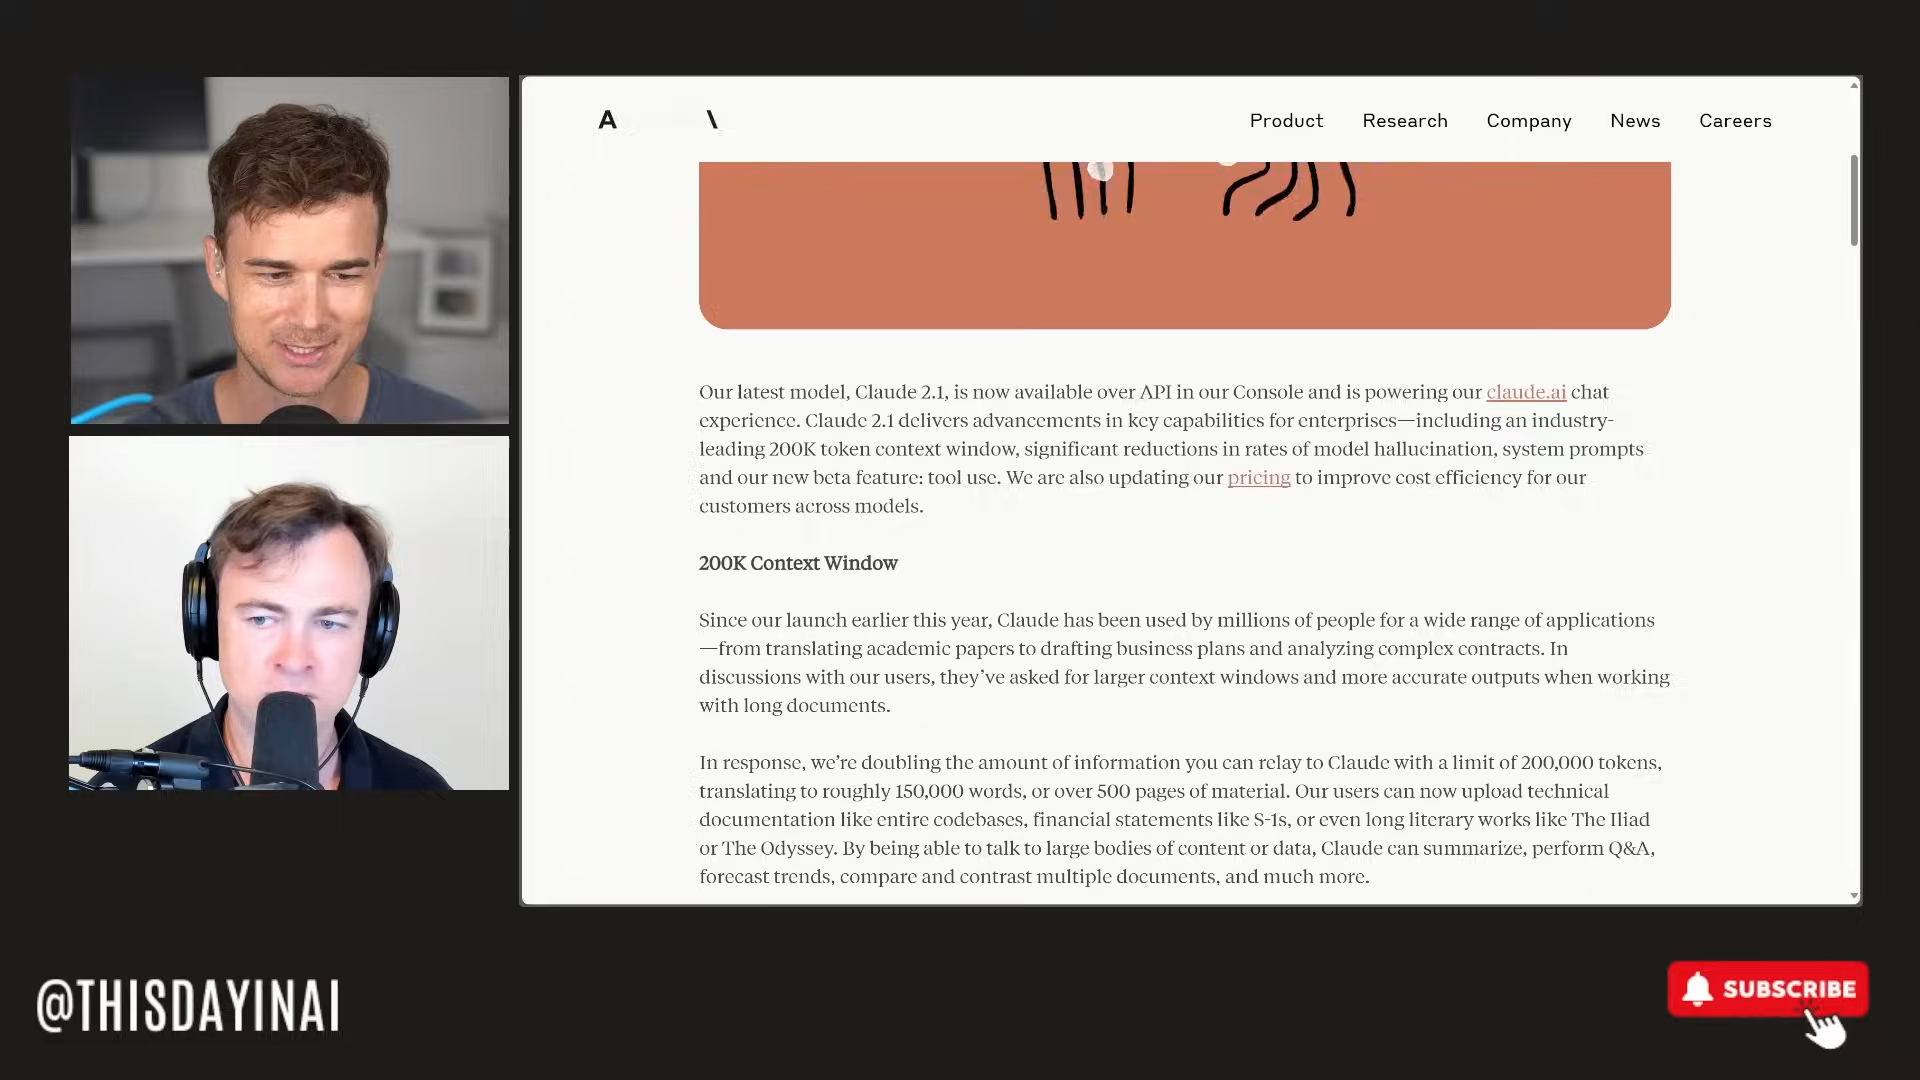 A \
Product Research Company News Careers
Our latest model, Claude 2.1, is now available over API in our Console and is powering our claude.ai chat
experience. Claude 2.1 delivers advancements in key capabilities for enterprises—including an industry-
leading 200K token context window, significant reductions in rates of model hallucination, system prompts
and our new beta feature: tool use. We are also updating our pricing to improve cost efficiency for our
customers across models.
200K Context Window
Since our launch earlier this year, Claude has been used by millions of people for a wide range of applications
—from translating academic papers to drafting business plans and analyzing complex contracts. In
discussions with our users, they’ve asked for larger context windows and more accurate outputs when working
with long documents.
In response, we’re doubling the amount of information you can relay to Claude with a limit of 200,000 tokens,
translating to roughly 150,000 words, or over 500 pages of material. Our users can now upload technical
documentation like entire codebases, financial statements like S-1s, or even long literary works like The Iliad
or The Odyssey. By being able to talk to large bodies of content or data, Claude can summarize, perform Q&A,
forecast trends, compare and contrast multiple documents, and much more.
@THISDAYINAI
SUBSCRIBE